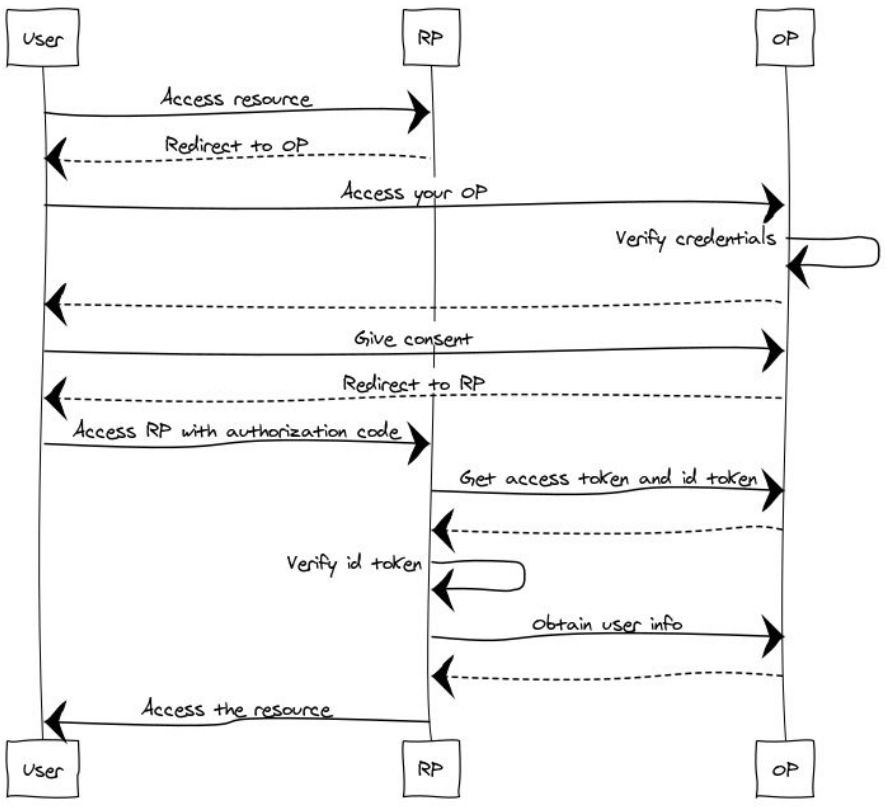 User
RP
OP
Access resource
Redirect to OP
Access your OP
Verify credentials
Give consent
Redirect to RP
Access RP with authorization code
Get access token and id token
Verify id token
Obtain user info
Access the resource
User
RP
OP